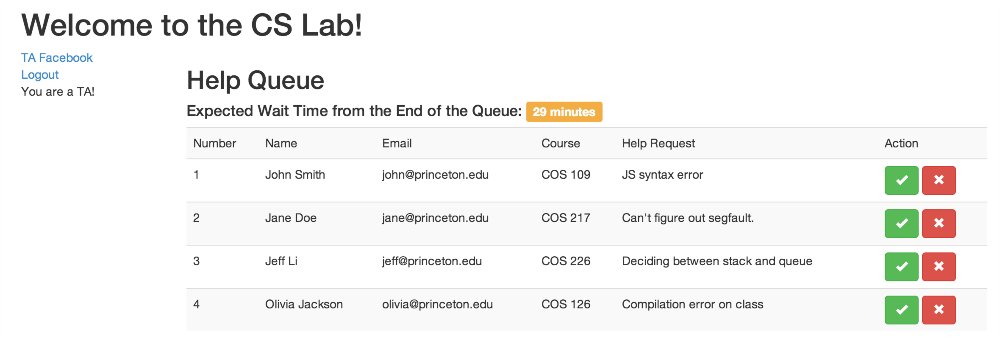 Welcome to the CS Lab!
TA Facebook
Logout
You are a TA!
Help Queue
Expected Wait Time from the End of the Queue: 29 minutes
Number Name Email Course Help Request Action
1 John Smith john@princeton.edu COS 109 JS syntax error
2 Jane Doe jane@princeton.edu COS 217 Can't figure out segfault.
3 Jeff Li jeff@princeton.edu COS 226 Deciding between stack and queue
4 Olivia Jackson olivia@princeton.edu COS 126 Compilation error on class